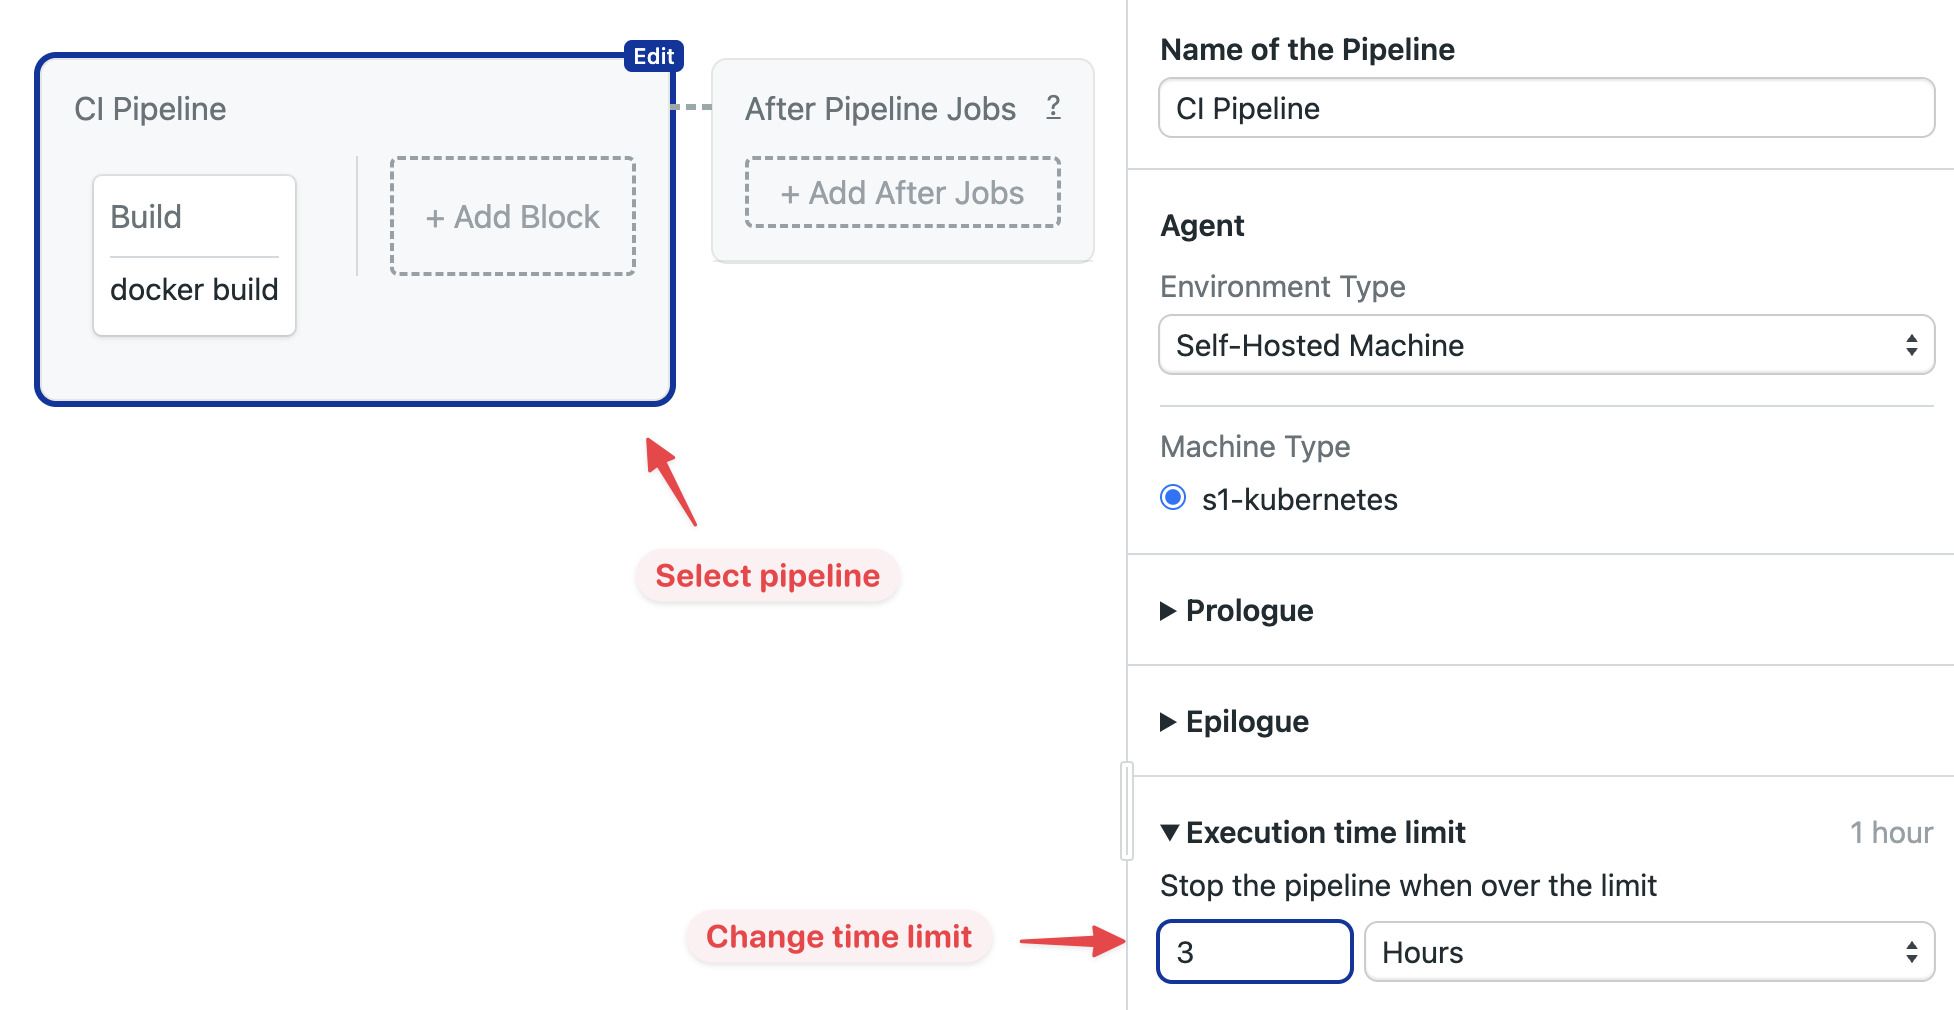 Edit
CI Pipeline
Build
docker build
+ Add Block
After Pipeline Jobs ?
+ Add After Jobs
Select pipeline
Change time limit
Name of the Pipeline
CI Pipeline
Agent
Environment Type
Self-Hosted Machine
Machine Type
s1-kubernetes
Prologue
Epilogue
Execution time limit 1 hour
Stop the pipeline when over the limit
3 Hours